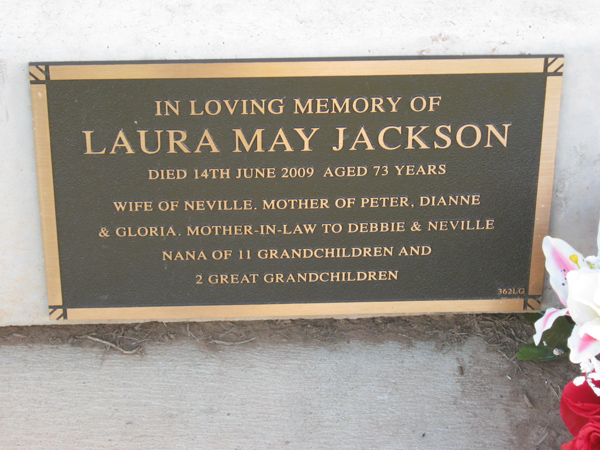 IN LOVING MEMORY OF
LAURA MAY JACKSON
DIED 14TH JUNE 2009 AGED 73 YEARS
WIFE OF NEVILLE. MOTHER OF PETER, DIANNE
& GLORIA. MOTHER-IN-LAW TO DEBBIE & NEVILLE
NANA OF 11 GRANDCHILDREN AND
2 GREAT GRANDCHILDREN
362LG